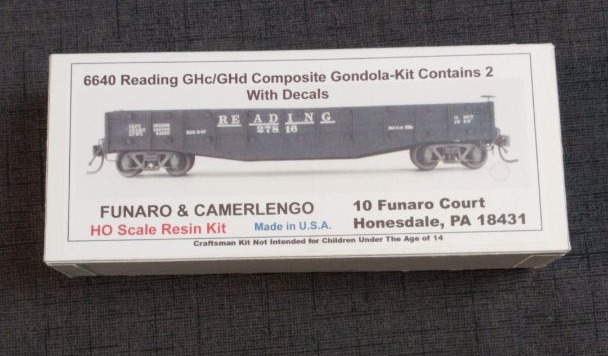 6640 Reading GHc/GHd Composite Gondola-Kit Contains 2
With Decals
READING
27816
FUNARO & CAMERLENGO
10 Funaro Court
HO Scale Resin Kit
Made in U.S.A.
Honesdale, PA 18431
Craftsman Kit Not Intended for Children Under The Age of 14